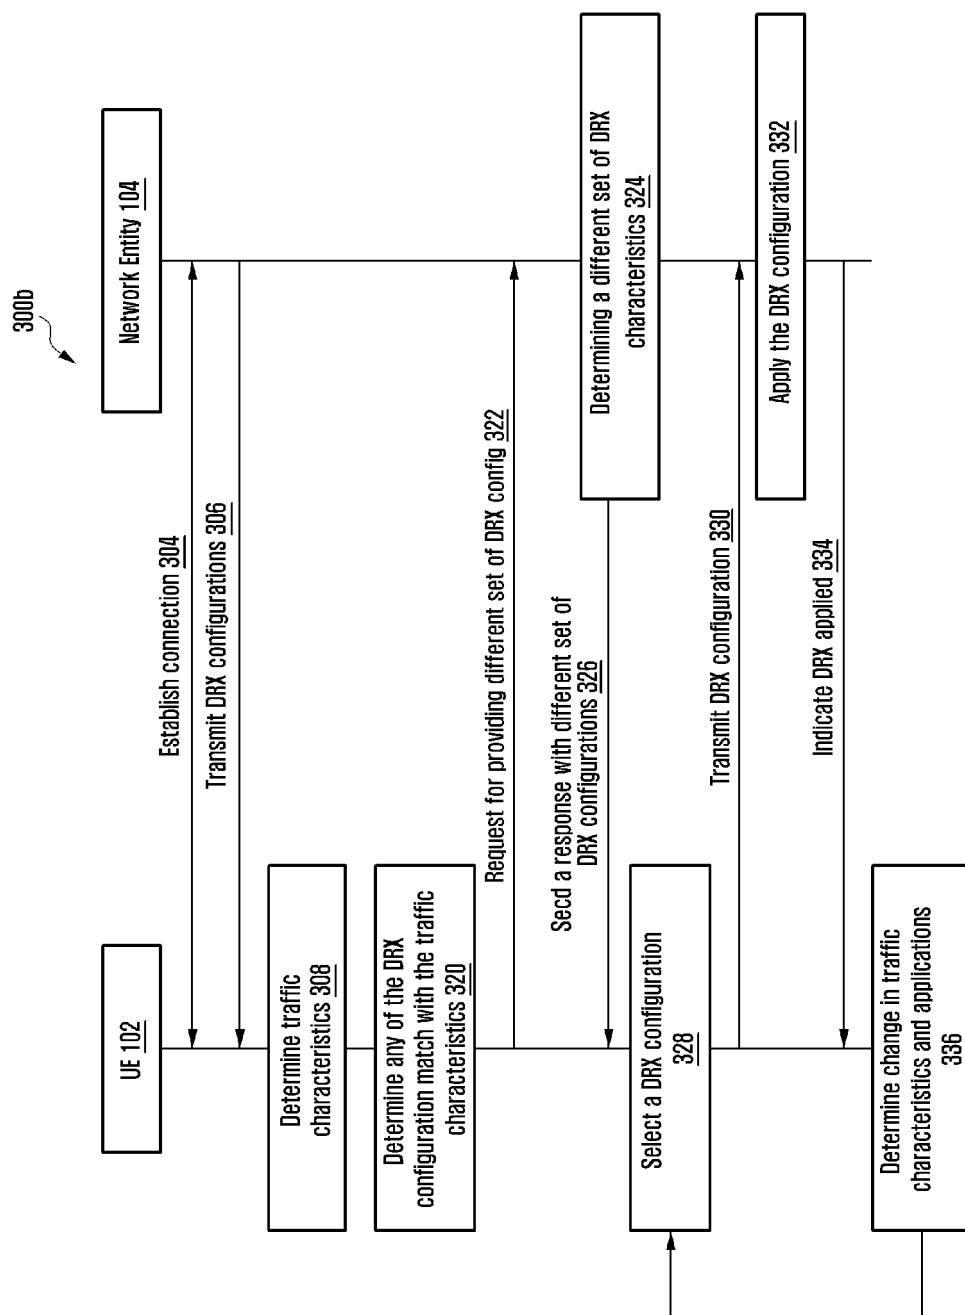 300b
UE 102
Network Entity 104
Establish connection 304
Transmit DRX configurations 306
Determine traffic
characteristics 308
Determine any of the DRX
configuration match with the traffic
characteristics 320
Request for providing different set of DRX config 322
Determining a different set of DRX
characteristics 324
Secd a response with different set of
DRX configurations 326
Select a DRX configuration
328
Transmit DRX configuration 330
Apply the DRX configuration 332
Indicate DRX applied 334
Determine change in traffic
characteristics and applications
336